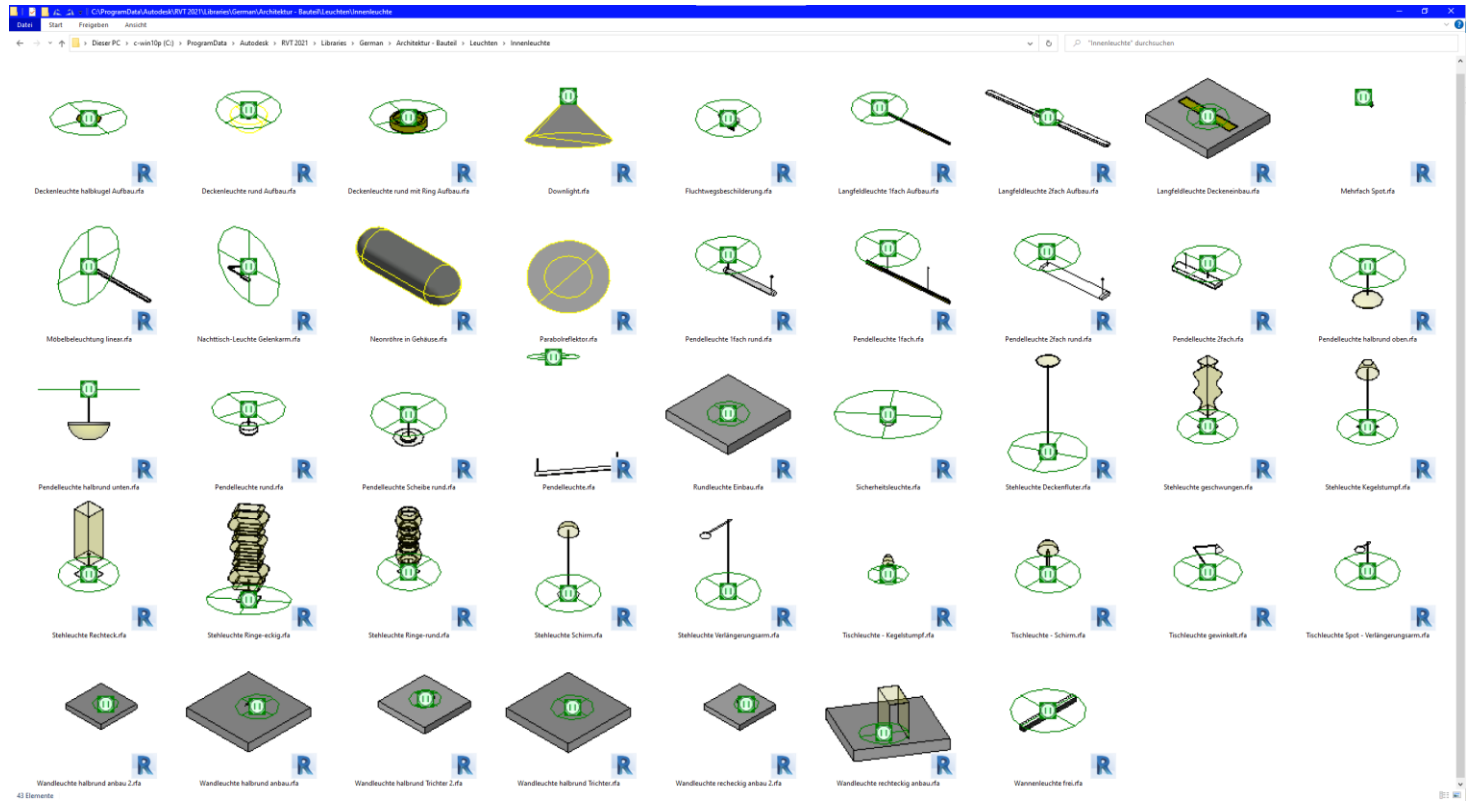 C:\ProgramData\Autodesk\RVT 2021\Libraries\German\Architektur - Bauteil\Leuchten\Innenleuchte
Datei Start Freigeben Ansicht
Dieser PC › c-win10p (C:) › ProgramData › Autodesk › RVT 2021 › Libraries › German › Architektur - Bauteil › Leuchten › Innenleuchte "Innenleuchte" durchsuchen
Deckenleuchte halbkugel Aufbau.rfa Deckenleuchte rund Aufbau.rfa Deckenleuchte rund mit Ring Aufbau.rfa Downlight.rfa Fluchtwegsbeschilderung.rfa Langfeldleuchte 1fach Aufbau.rfa Langfeldleuchte 2fach Aufbau.rfa Langfeldleuchte Deckeneinbau.rfa Mehrfach Spot.rfa
Möbelbeleuchtung linear.rfa Nachttisch-Leuchte Gelenkarm.rfa Neonröhre in Gehäuse.rfa Parabolreflektor.rfa Pendelleuchte 1fach rund.rfa Pendelleuchte 1fach.rfa Pendelleuchte 2fach rund.rfa Pendelleuchte 2fach.rfa Pendelleuchte halbrund oben.rfa
Pendelleuchte halbrund unten.rfa Pendelleuchte rund.rfa Pendelleuchte Scheibe rund.rfa Pendelleuchte.rfa Rundleuchte Einbau.rfa Sicherheitsleuchte.rfa Stehleuchte Deckenfluter.rfa Stehleuchte geschwungen.rfa Stehleuchte Kegelstumpf.rfa
Stehleuchte Rechteck.rfa Stehleuchte Ringe-eckig.rfa Stehleuchte Ringe-rund.rfa Stehleuchte Schirm.rfa Stehleuchte Verlängerungsarm.rfa Tischleuchte - Kegelstumpf.rfa Tischleuchte - Schirm.rfa Tischleuchte gewinkelt.rfa Tischleuchte Spot - Verlängerungsarm.rfa
Wandleuchte halbrund anbau 2.rfa Wandleuchte halbrund anbau.rfa Wandleuchte halbrund Trichter 2.rfa Wandleuchte halbrund Trichter.rfa Wandleuchte recheckig anbau 2.rfa Wandleuchte rechteckig anbau.rfa Wannenleuchte frei.rfa
43 Elemente